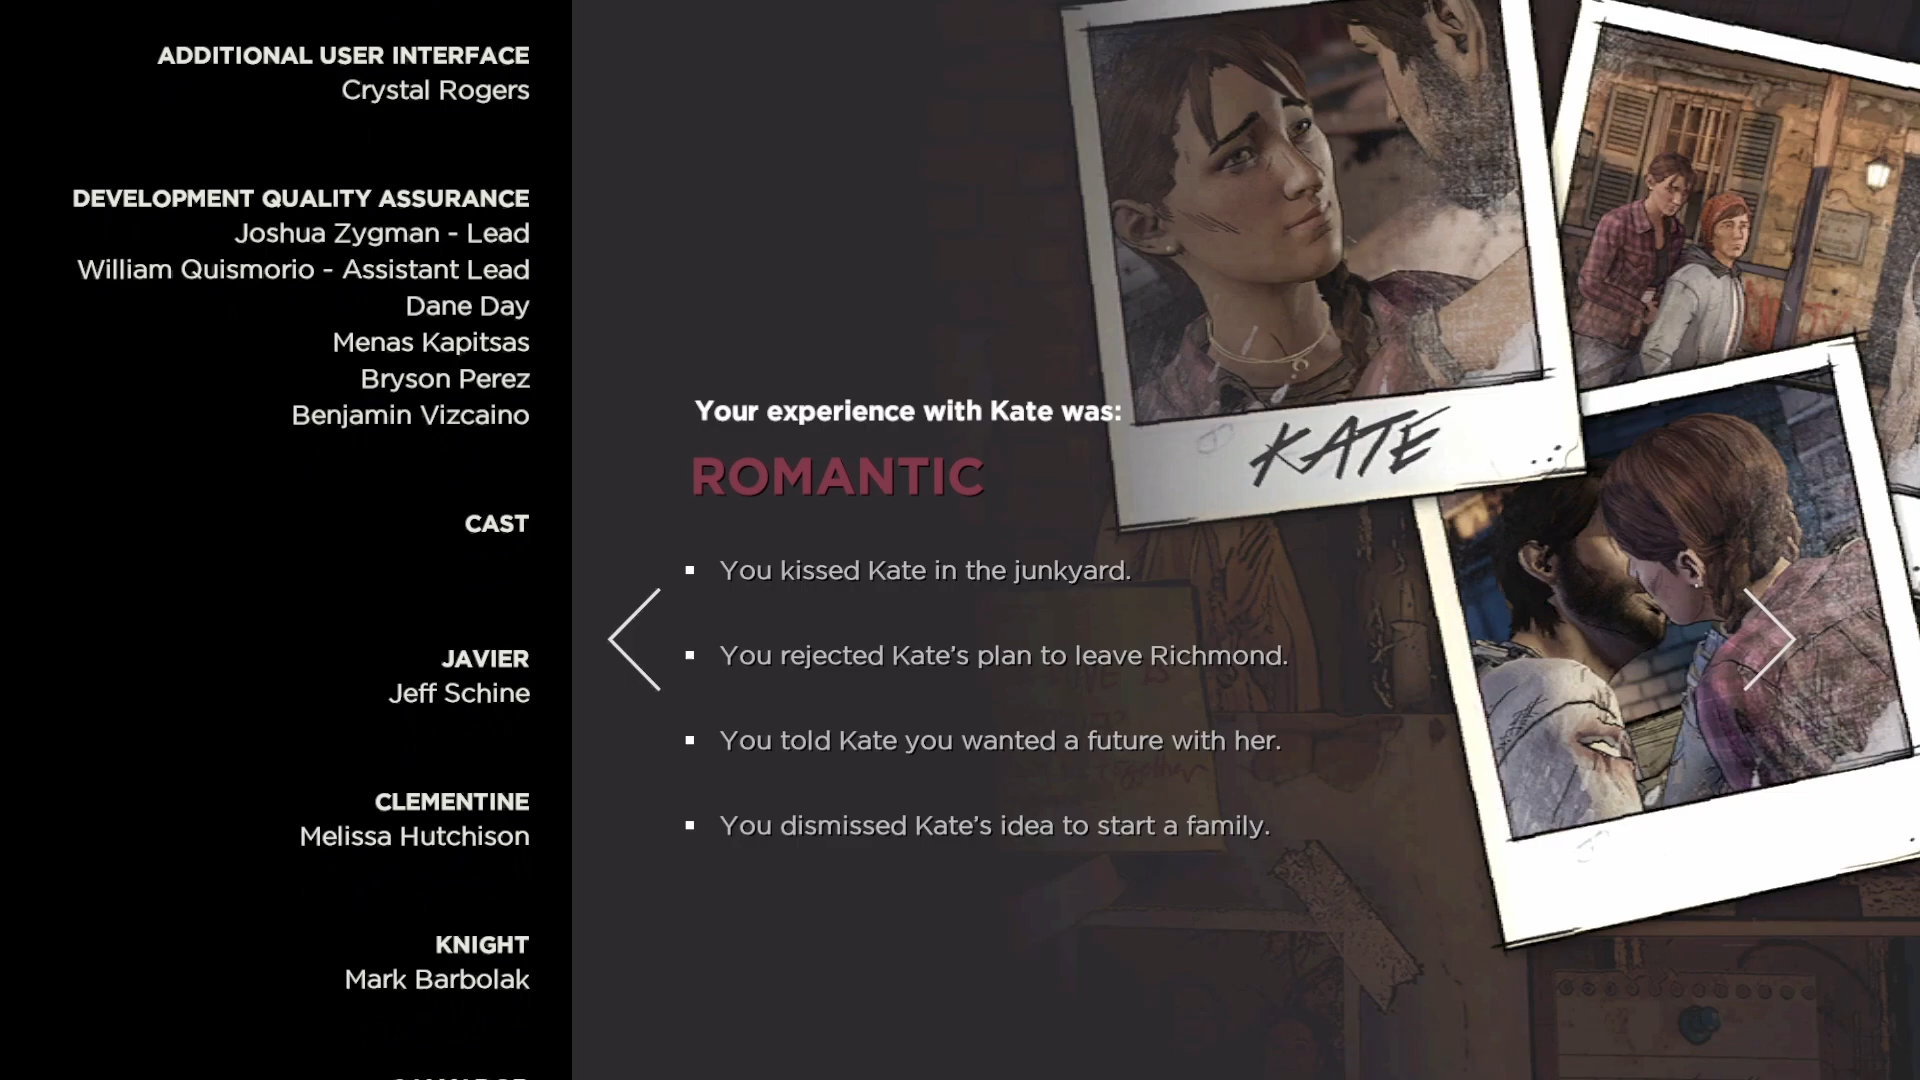 ADDITIONAL USER INTERFACE
Crystal Rogers
DEVELOPMENT QUALITY ASSURANCE
Joshua Zygman - Lead
William Quismorio - Assistant Lead
Dane Day
Menas Kapitsas
Bryson Perez
Benjamin Vizcaino
CAST
JAVIER
Jeff Schine
CLEMENTINE
Melissa Hutchison
KNIGHT
Mark Barbolak
Your experience with Kate was:
ROMANTIC
▪ You kissed Kate in the junkyard.
▪ You rejected Kate's plan to leave Richmond.
▪ You told Kate you wanted a future with her.
▪ You dismissed Kate's idea to start a family.
KATE